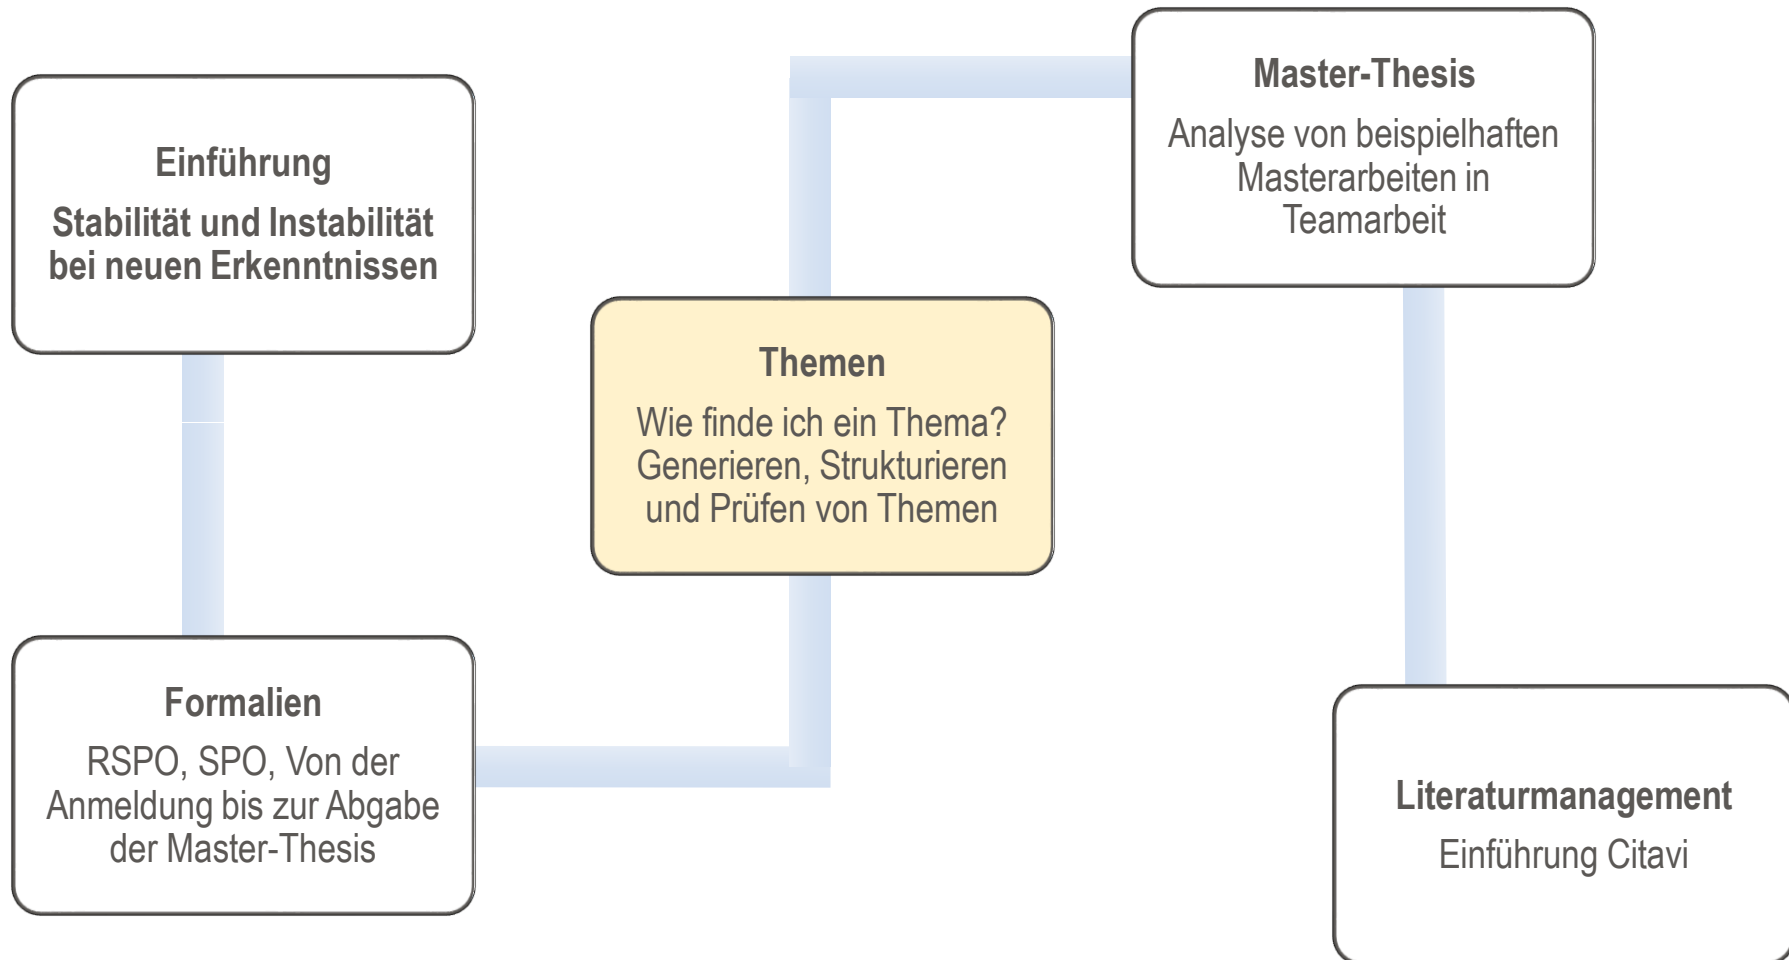 Einführung
Stabilität und Instabilität
bei neuen Erkenntnissen
Formalien
RSPO, SPO, Von der
Anmeldung bis zur Abgabe
der Master-Thesis
Themen
Wie finde ich ein Thema?
Generieren, Strukturieren
und Prüfen von Themen
Master-Thesis
Analyse von beispielhaften
Masterarbeiten in
Teamarbeit
Literaturmanagement
Einführung Citavi